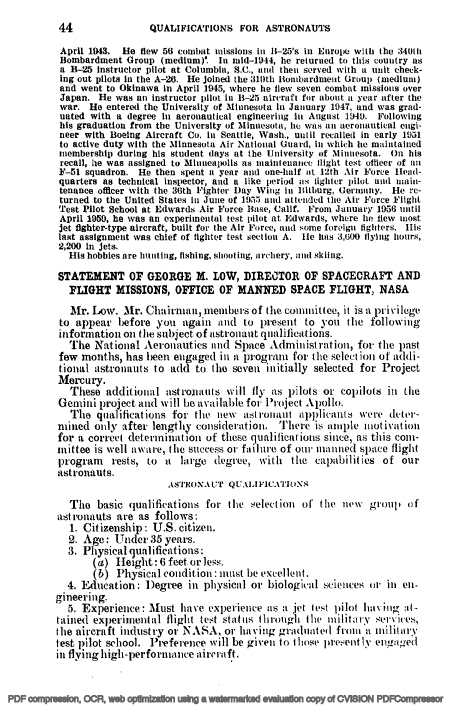 44 QUALIFICATIONS FOR ASTRONAUTS
April 1943. He flew 56 combat missions in B-25's in Europe with the 340th
Bombardment Group (medium). In mid-1944, he returned to this country as
a B-25 instructor pilot at Columbia, S.C., and then served with a unit check-
ing out pilots in the A-26. He joined the 319th Bombardment Group (medium)
and went to Okinawa in April 1945, where he flew seven combat missions over
Japan. He was an instructor pilot in B-25 aircraft for about a year after the
war. He entered the University of Minnesota in January 1947, and was grad-
uated with a degree in aeronautical engineering in August 1949. Following
his graduation from the University of Minnesota, he was an aeronautical engi-
neer with Boeing Aircraft Co. in Seattle, Wash., until recalled in early 1951
to active duty with the Minnesota Air National Guard, in which he maintained
membership during his student days at the University of Minnesota. On his
recall, he was assigned to Minneapolis as maintenance flight test officer of an
F-51 squadron. He then spent a year and one-half at 12th Air Force Head-
quarters as technical inspector, and a like period as fighter pilot and main-
tenance officer with the 36th Fighter Day Wing in Bitburg, Germany. He re-
turned to the United States in June of 1955 and attended the Air Force Flight
Test Pilot School at Edwards Air Force Base, Calif. From January 1956 until
April 1959, he was an experimental test pilot at Edwards, where he flew most
jet fighter-type aircraft, built for the Air Force, and some foreign fighters. His
last assignment was chief of fighter test section A. He has 3,600 flying hours,
2,200 in jets.
His hobbies are hunting, fishing, shooting, archery, and skiing.
STATEMENT OF GEORGE M. LOW, DIRECTOR OF SPACECRAFT AND
FLIGHT MISSIONS, OFFICE OF MANNED SPACE FLIGHT, NASA
Mr. Low. Mr. Chairman, members of the committee, it is a privilege
to appear before you again and to present to you the following
information on the subject of astronaut qualifications.
The National Aeronautics and Space Administration, for the past
few months, has been engaged in a program for the selection of addi-
tional astronauts to add to the seven initially selected for Project
Mercury.
These additional astronauts will fly as pilots or copilots in the
Gemini project and will be available for Project Apollo.
The qualifications for the new astronaut applicants were deter-
mined only after lengthy consideration. There is ample motivation
for a correct determination of these qualifications since, as this com-
mittee is well aware, the success or failure of our manned space flight
program rests, to a large degree, with the capabilities of our
astronauts.
ASTRONAUT QUALIFICATIONS
The basic qualifications for the selection of the new group of
astronauts are as follows:
1. Citizenship: U.S. citizen.
2. Age: Under 35 years.
3. Physical qualifications:
(a) Height: 6 feet or less.
(b) Physical condition: must be excellent.
4. Education: Degree in physical or biological sciences or in en-
gineering.
5. Experience: Must have experience as a jet test pilot having at-
tained experimental flight test status through the military services,
the aircraft industry or NASA, or having graduated from a military
test pilot school. Preference will be given to those presently engaged
in flying high-performance aircraft.
PDF compression, OCR, web optimization using a watermarked evaluation copy of CVISION PDFCompressor